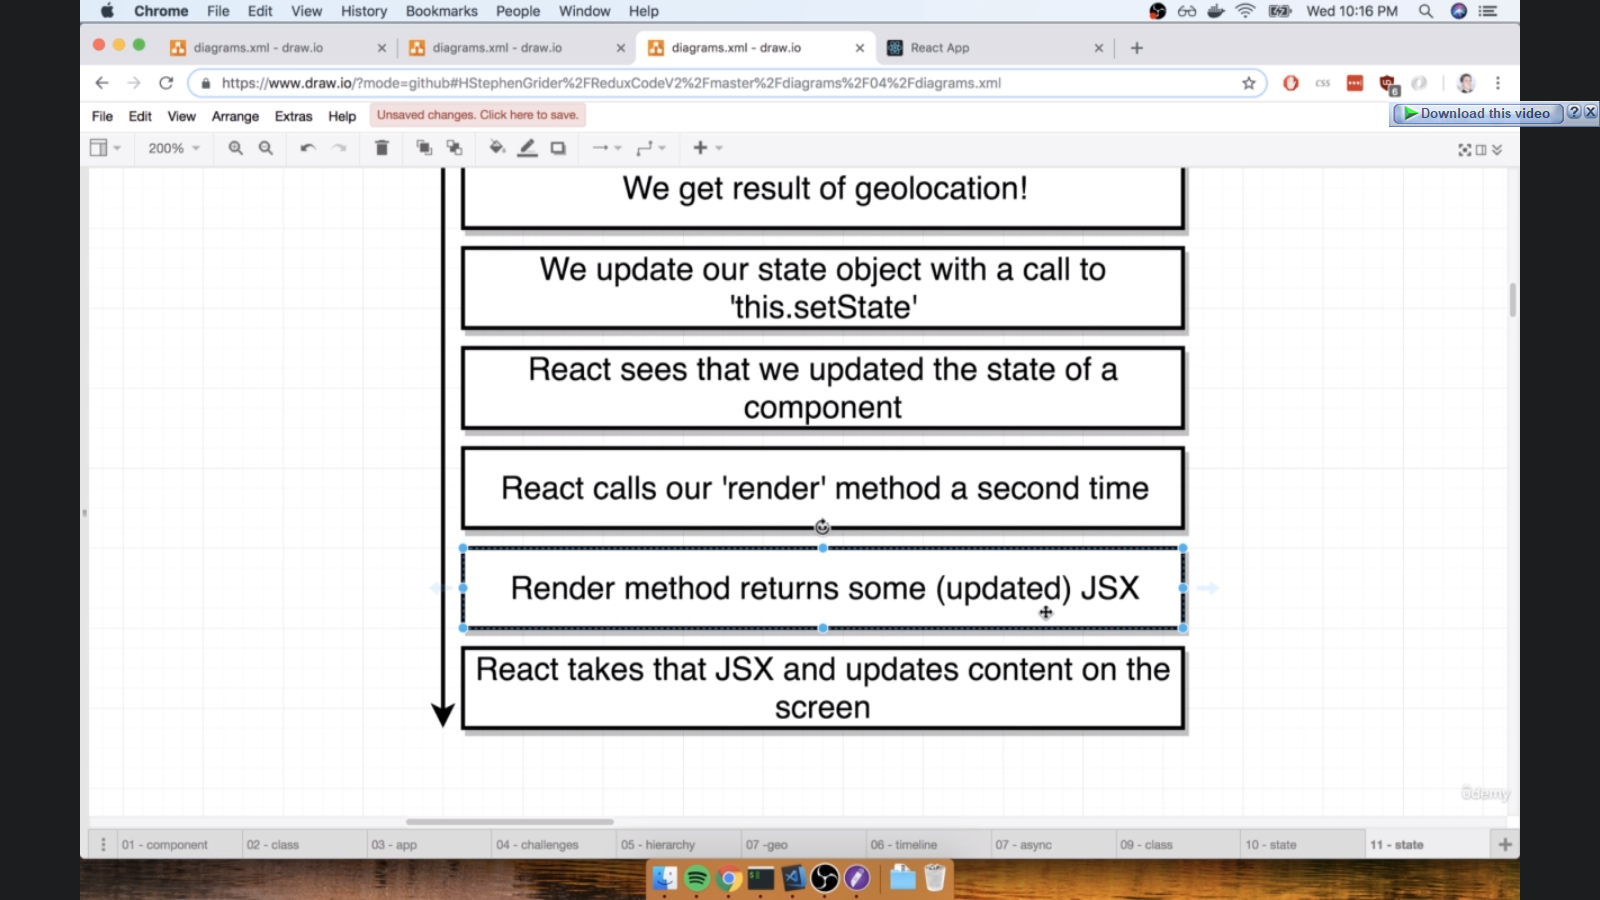 Chrome File Edit View History Bookmarks People Window Help Wed 10:16 PM
diagrams.xml - draw.io diagrams.xml - draw.io diagrams.xml - draw.io React App
https://www.draw.io/?mode=github#HStephenGrider%2FReduxCodeV2%2Fmaster%2Fdiagrams%2F04%2Fdiagrams.xml CSS 6
File Edit View Arrange Extras Help Unsaved changes. Click here to save.
Download this video ? X
200%
We get result of geolocation!
We update our state object with a call to
'this.setState'
React sees that we updated the state of a
component
React calls our 'render' method a second time
Render method returns some (updated) JSX
React takes that JSX and updates content on the
screen
ûdemy
01 - component 02 - class 03 - app 04 - challenges 05 - hierarchy 07 -geo 06 - timeline 07 - async 09 - class 10 - state 11 - state